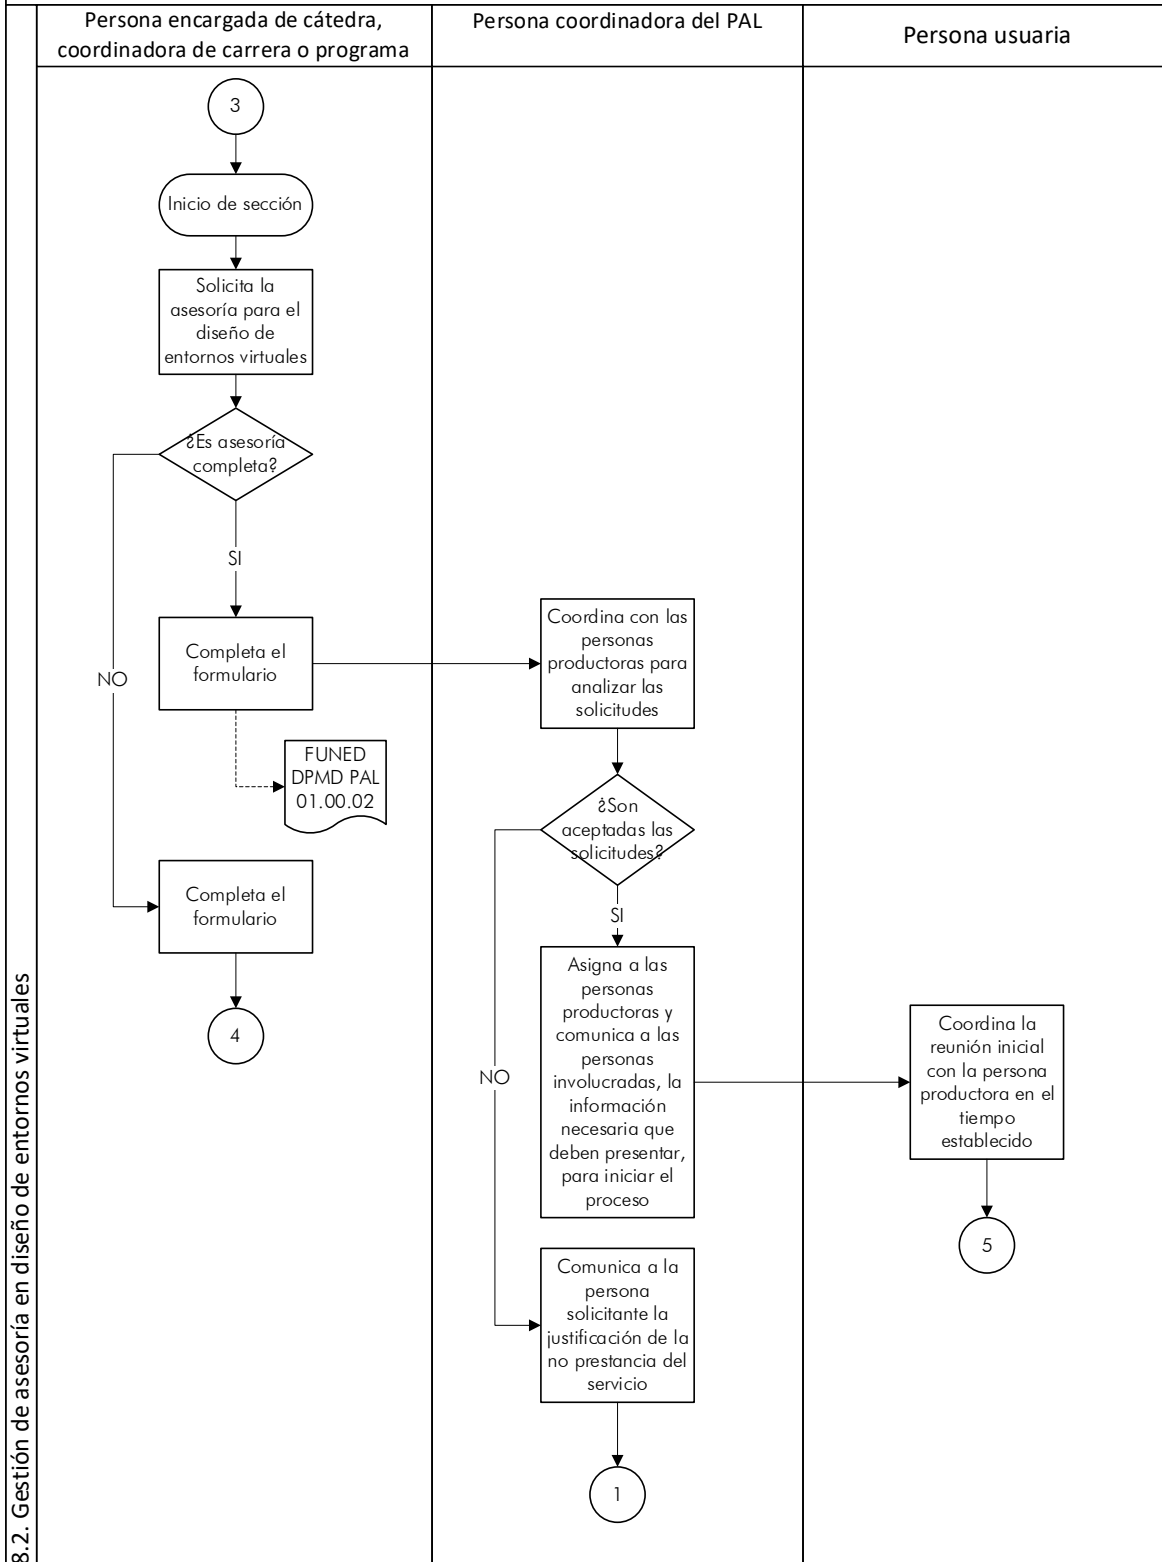 Persona encargada de cátedra,
coordinadora de carrera o programa
Persona coordinadora del PAL
Persona usuaria
8.2. Gestión de asesoría en diseño de entornos virtuales
3
Inicio de sección
Solicita la
asesoría para el
diseño de
entornos virtuales
¿Es asesoría
completa?
SI
NO
Completa el
formulario
FUNED
DPMD PAL
01.00.02
Completa el
formulario
4
Coordina con las
personas
productoras para
analizar las
solicitudes
¿Son
aceptadas las
solicitudes?
SI
NO
Asigna a las
personas
productoras y
comunica a las
personas
involucradas, la
información
necesaria que
deben presentar,
para iniciar el
proceso
Comunica a la
persona
solicitante la
justificación de la
no prestancia del
servicio
1
Coordina la
reunión inicial
con la persona
productora en el
tiempo
establecido
5